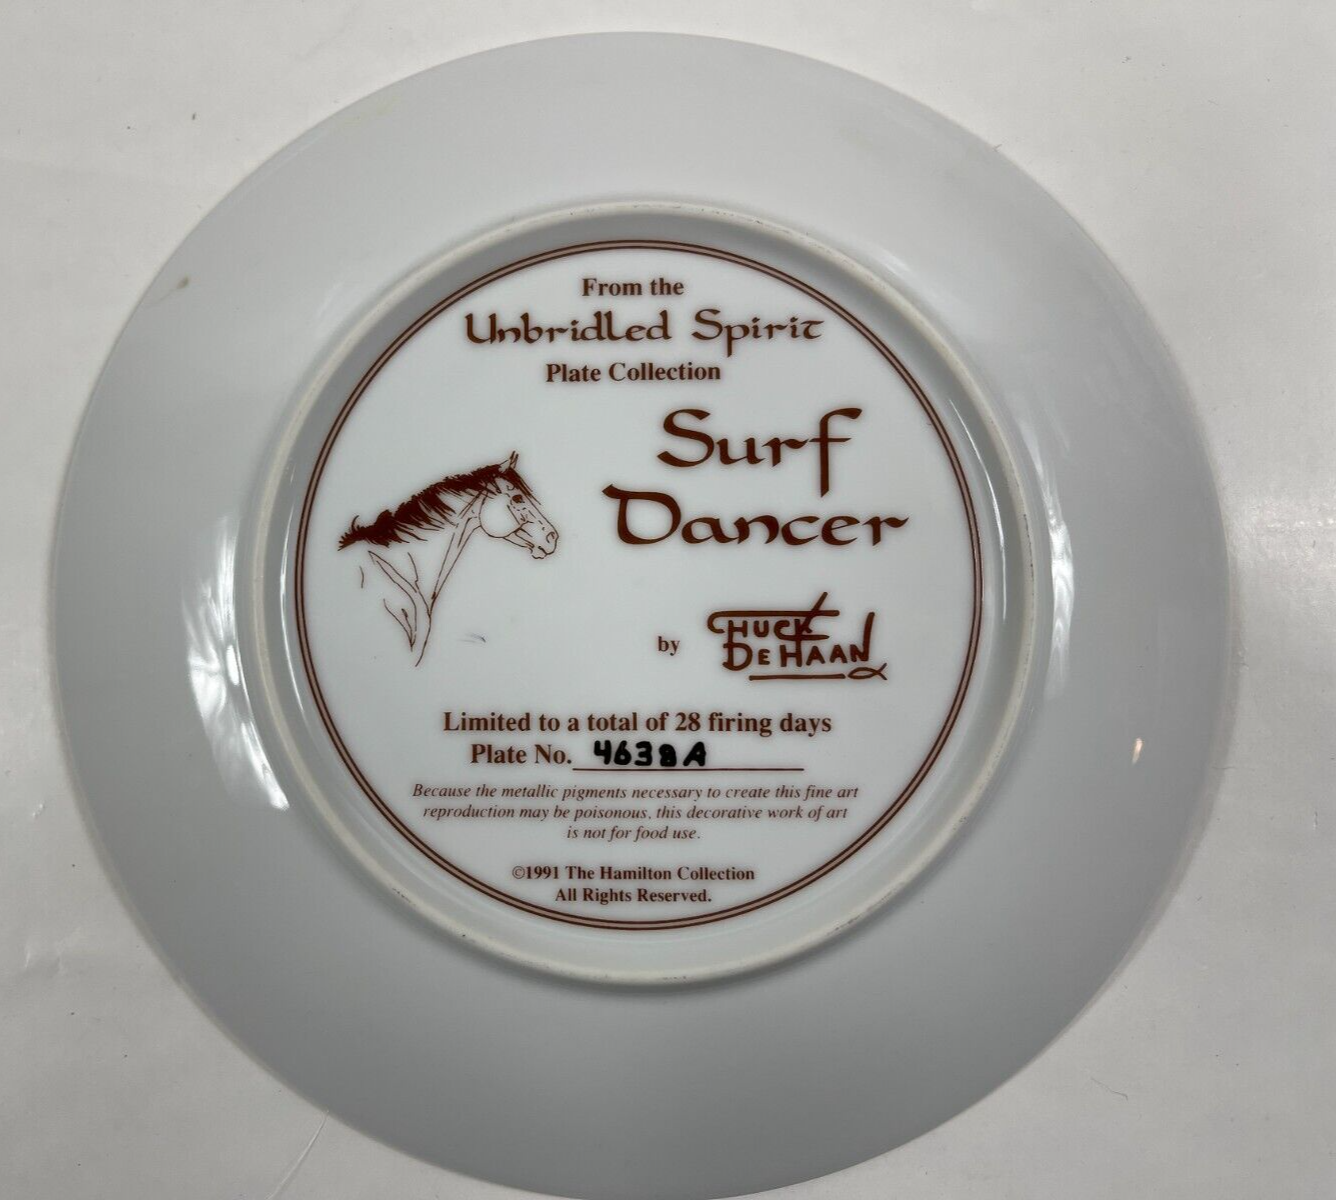 From the
Unbridled Spirit
Plate Collection
Surf
Dancer
by CHUCK
DEHAAN
Limited to a total of 28 firing days
Plate No. 4638A
Because the metallic pigments necessary to create this fine art
reproduction may be poisonous, this decorative work of art
is not for food use.
©1991 The Hamilton Collection
All Rights Reserved.